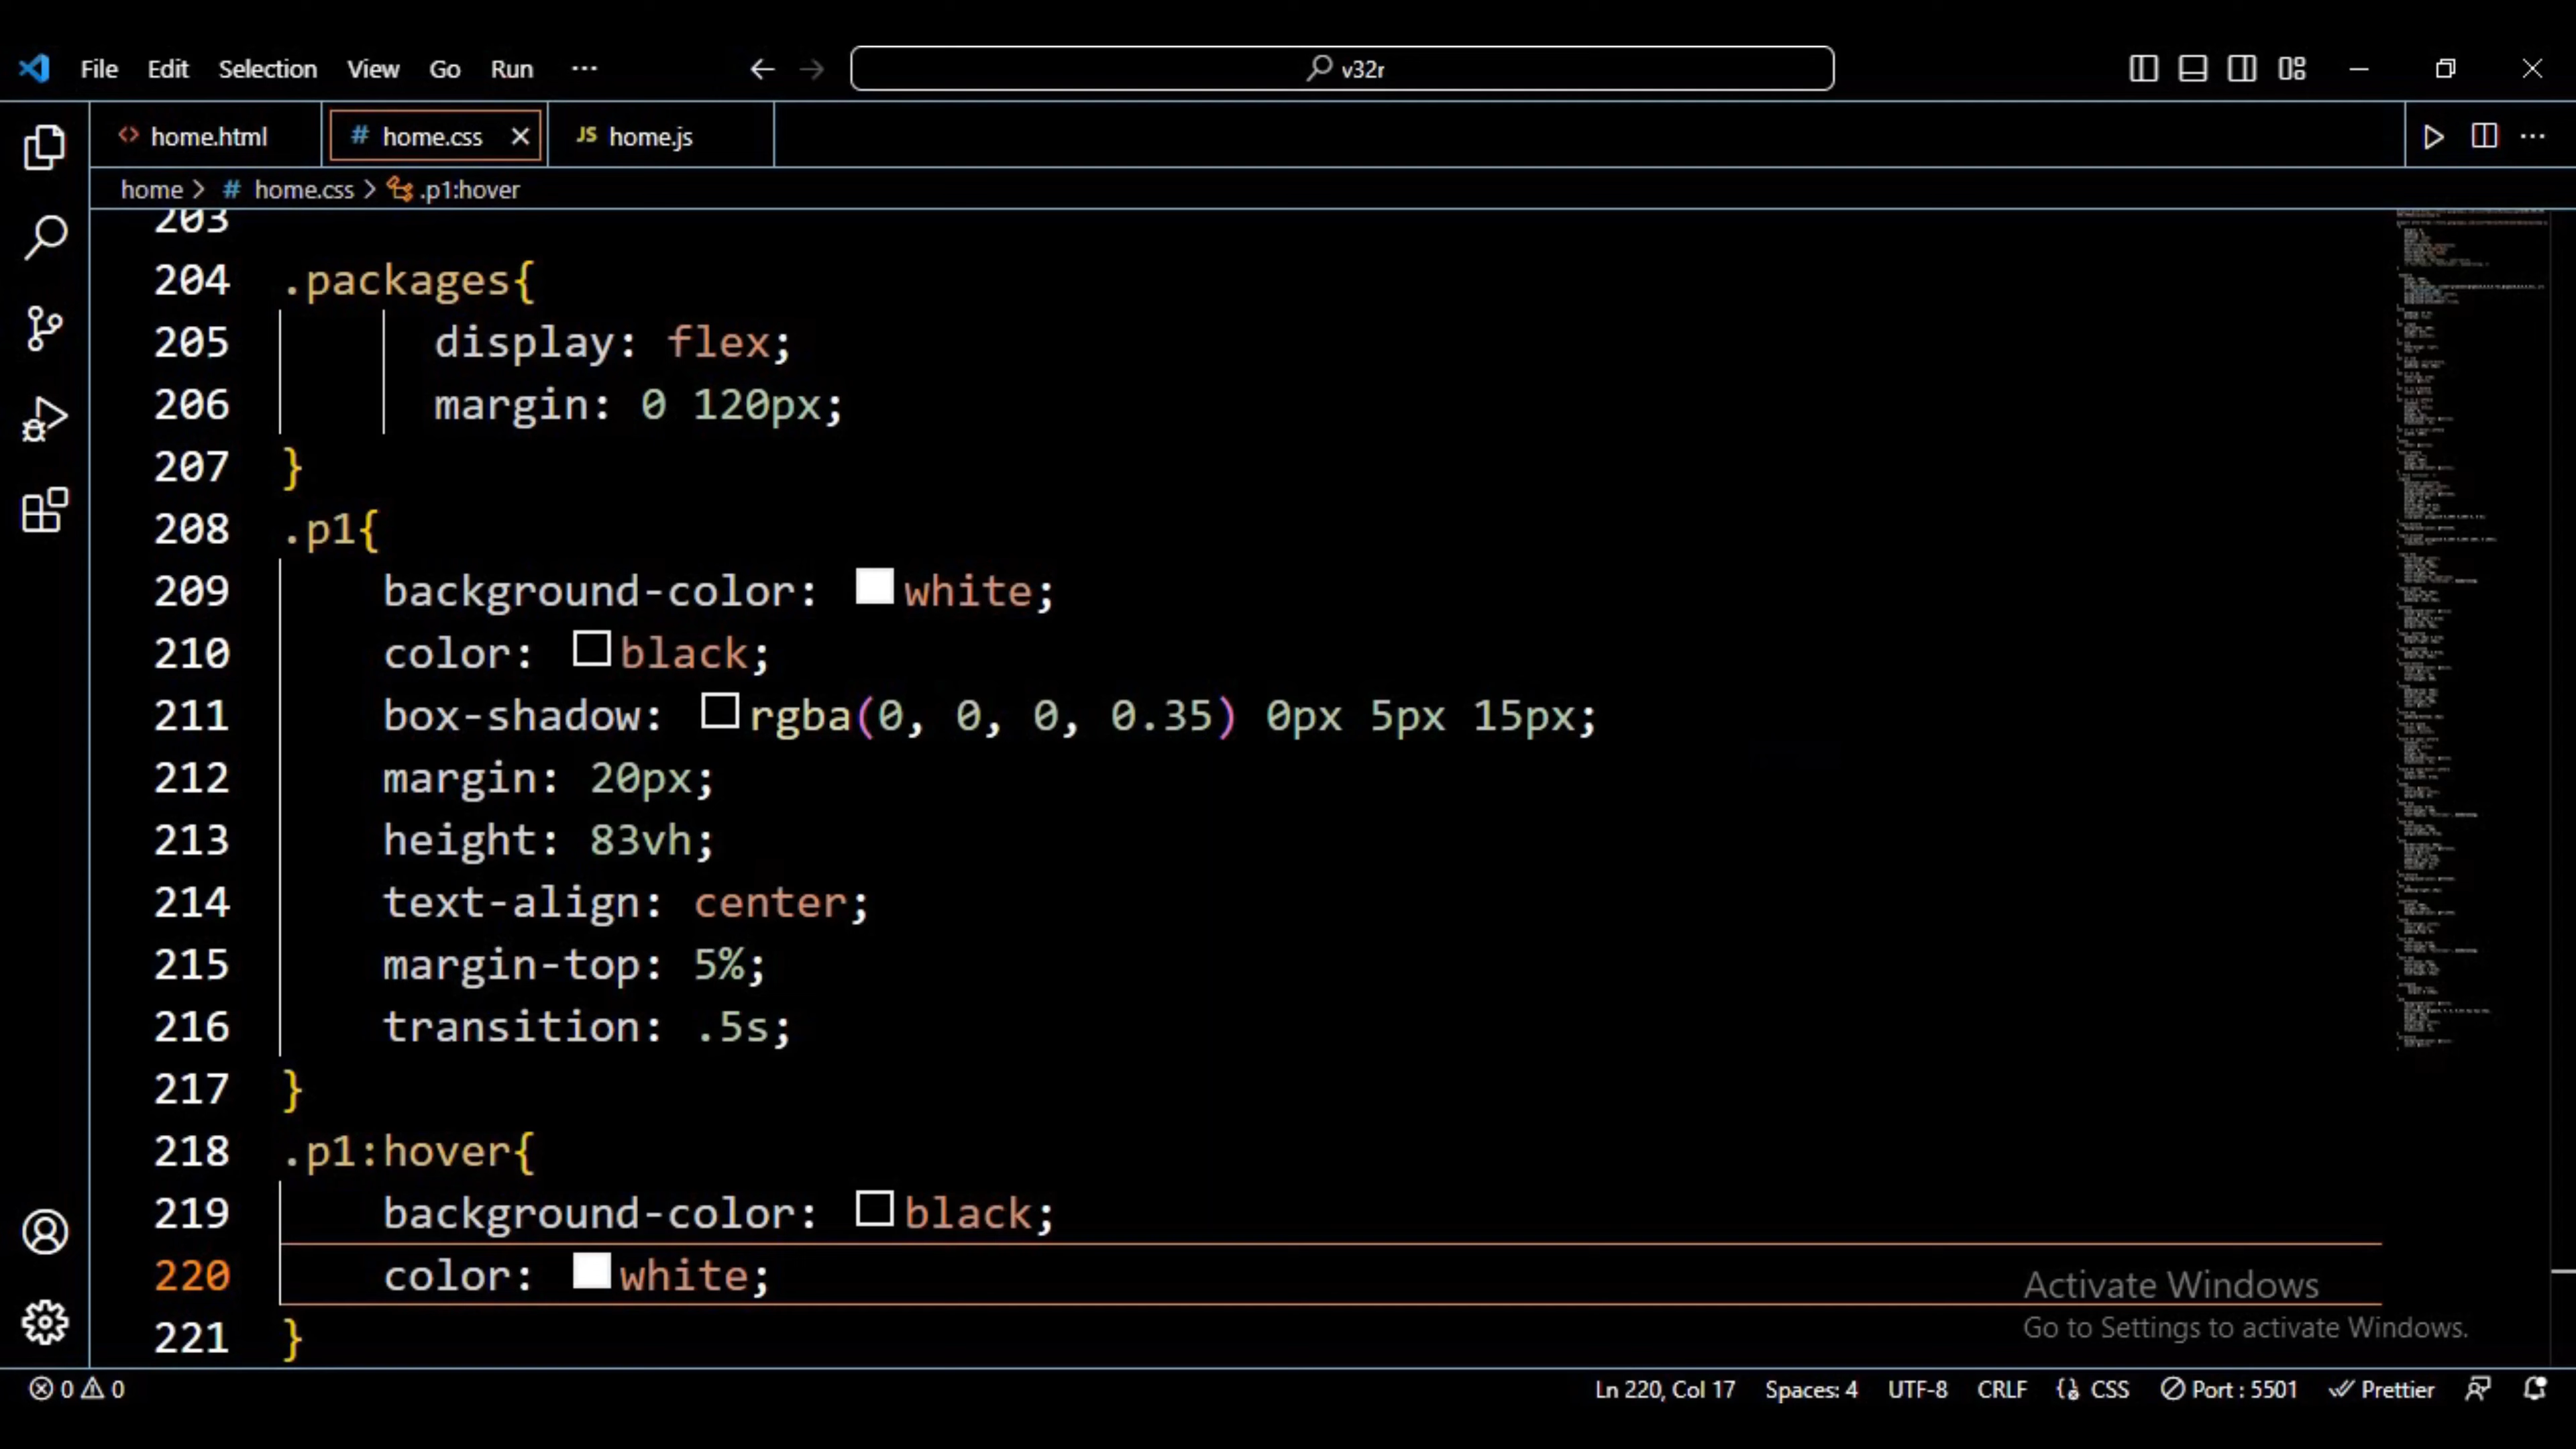 File Edit Selection View Go Run ··· v32r
home.html # home.css JS home.js
home > # home.css > .p1:hover
203
204 .packages{
205 display: flex;
206 margin: 0 120px;
207 }
208 .p1{
209 background-color: white;
210 color: black;
211 box-shadow: rgba(0, 0, 0, 0.35) 0px 5px 15px;
212 margin: 20px;
213 height: 83vh;
214 text-align: center;
215 margin-top: 5%;
216 transition: .5s;
217 }
218 .p1:hover{
219 background-color: black;
220 color: white;
221 }
Activate Windows
Go to Settings to activate Windows.
0 0 Ln 220, Col 17 Spaces: 4 UTF-8 CRLF CSS Port : 5501 Prettier